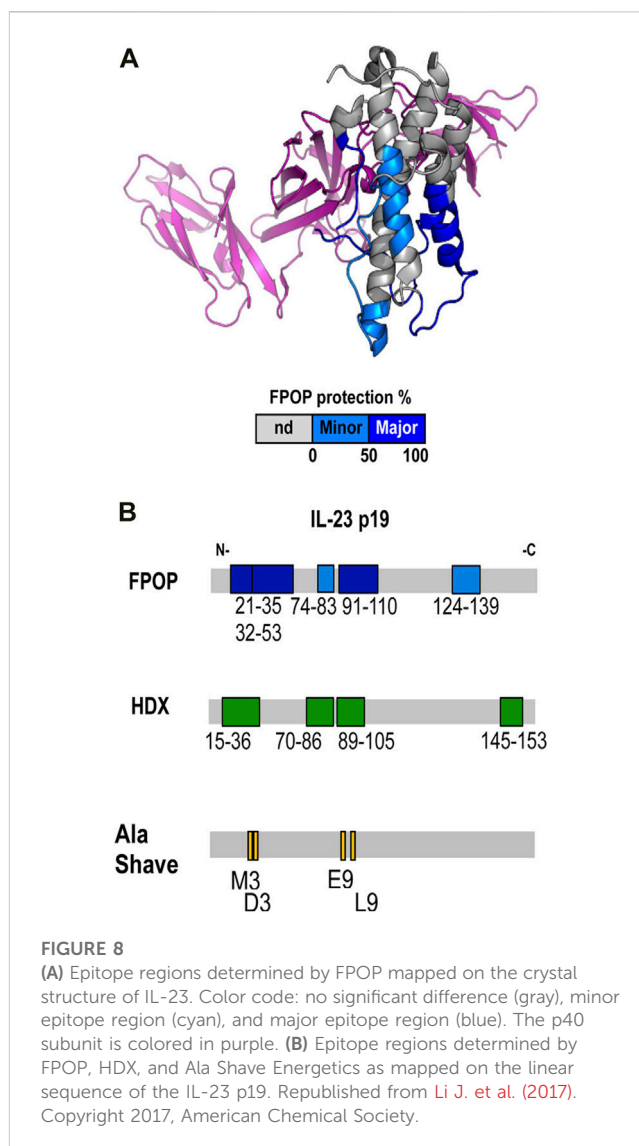 A
FPOP protection %
nd Minor Major
0 50 100
B
IL-23 p19
N- -C
FPOP
21-35 74-83 91-110 124-139
32-53
HDX
15-36 70-86 89-105 145-153
Ala
Shave
M3 E9
D3 L9
FIGURE 8
(A) Epitope regions determined by FPOP mapped on the crystal
structure of IL-23. Color code: no significant difference (gray), minor
epitope region (cyan), and major epitope region (blue). The p40
subunit is colored in purple. (B) Epitope regions determined by
FPOP, HDX, and Ala Shave Energetics as mapped on the linear
sequence of the IL-23 p19. Republished from Li J. et al. (2017).
Copyright 2017, American Chemical Society.